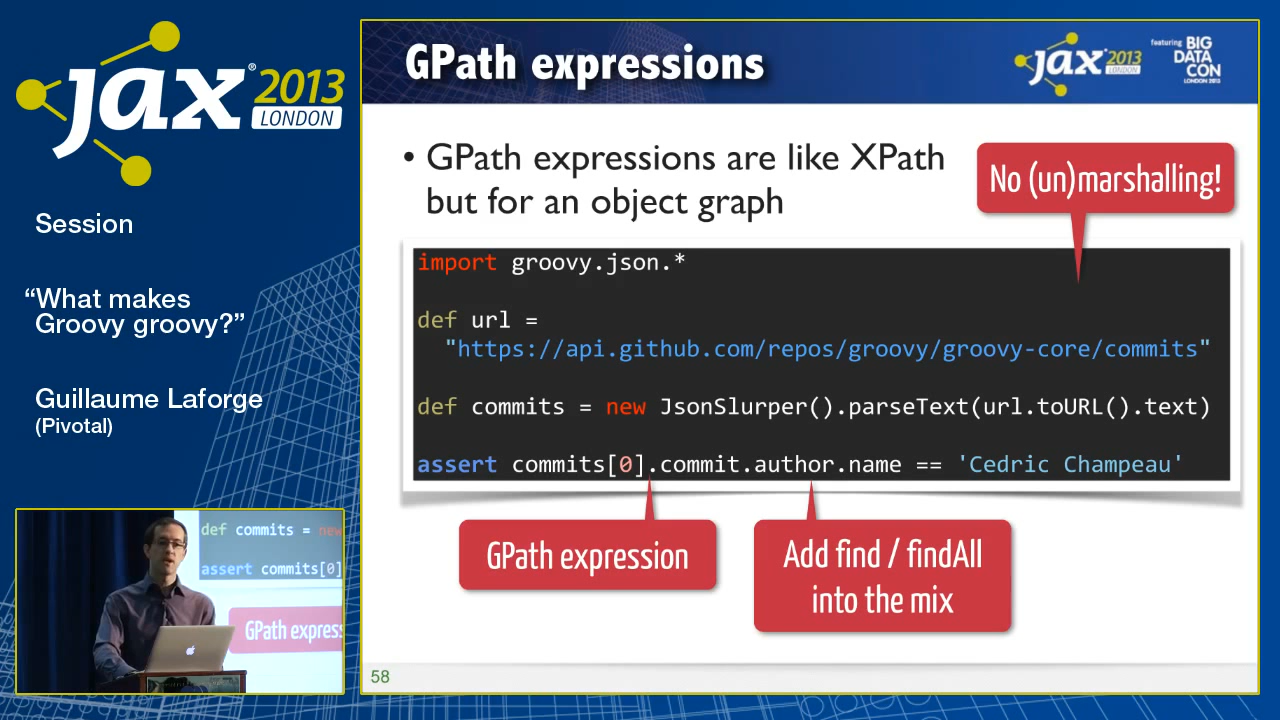 jax® 2013
LONDON
Session
“What makes
Groovy groovy?”
Guillaume Laforge
(Pivotal)
GPath expressions
jax® 2013
LONDON
featuring BIG
DATA
CON
LONDON 2013
• GPath expressions are like XPath
but for an object graph
No (un)marshalling!
import groovy.json.*
def url =
"https://api.github.com/repos/groovy/groovy-core/commits"
def commits = new JsonSlurper().parseText(url.toURL().text)
assert commits[0].commit.author.name == 'Cedric Champeau'
GPath expression
Add find / findAll
into the mix
58
def commits = new
assert commits[0]
GPath express